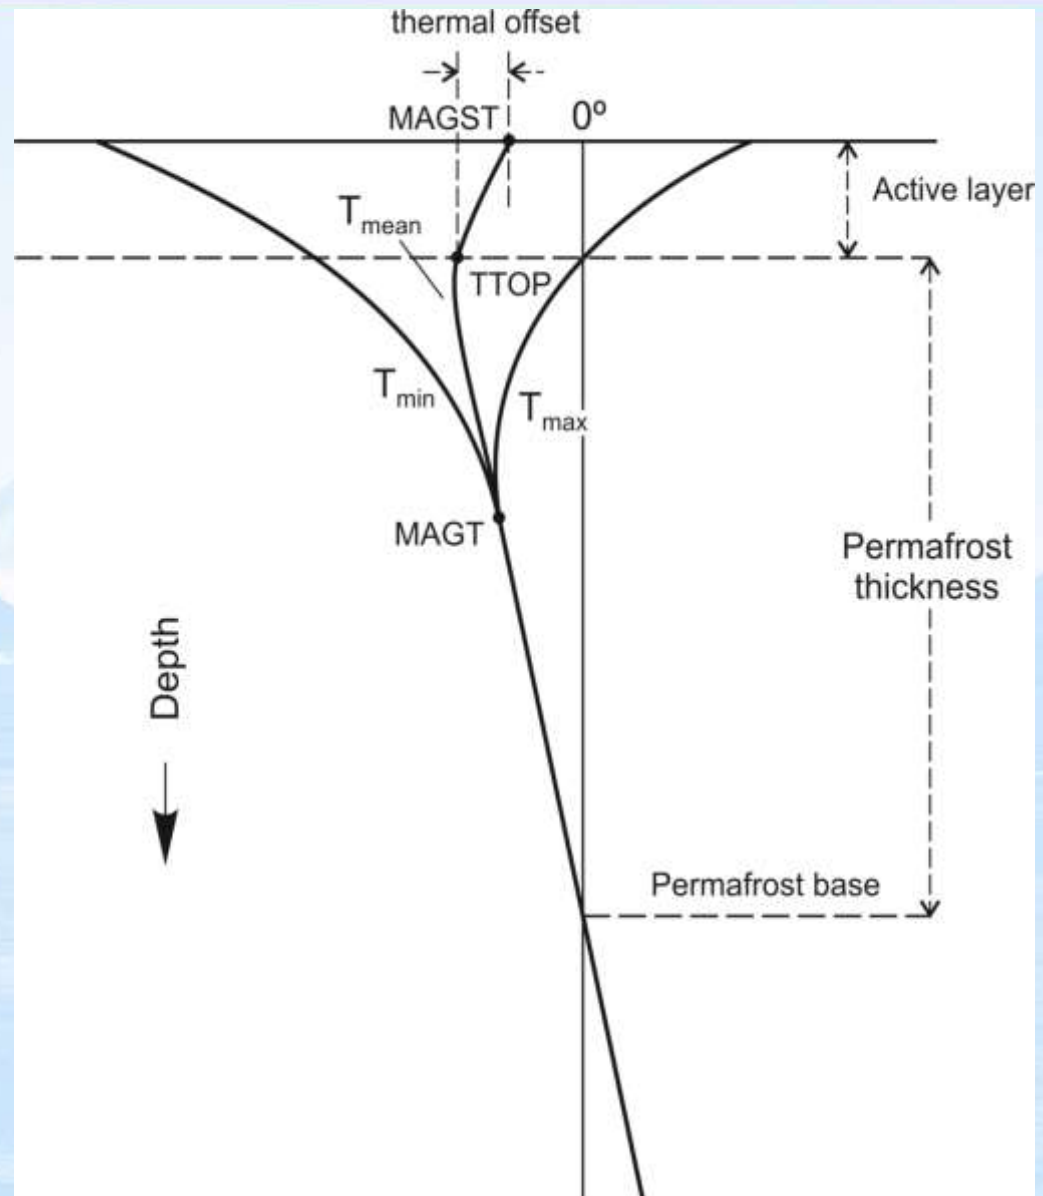 thermal offset
MAGST
0º
Active layer
Tmean
TTOP
Tmin
Tmax
MAGT
Permafrost
thickness
Depth
Permafrost base